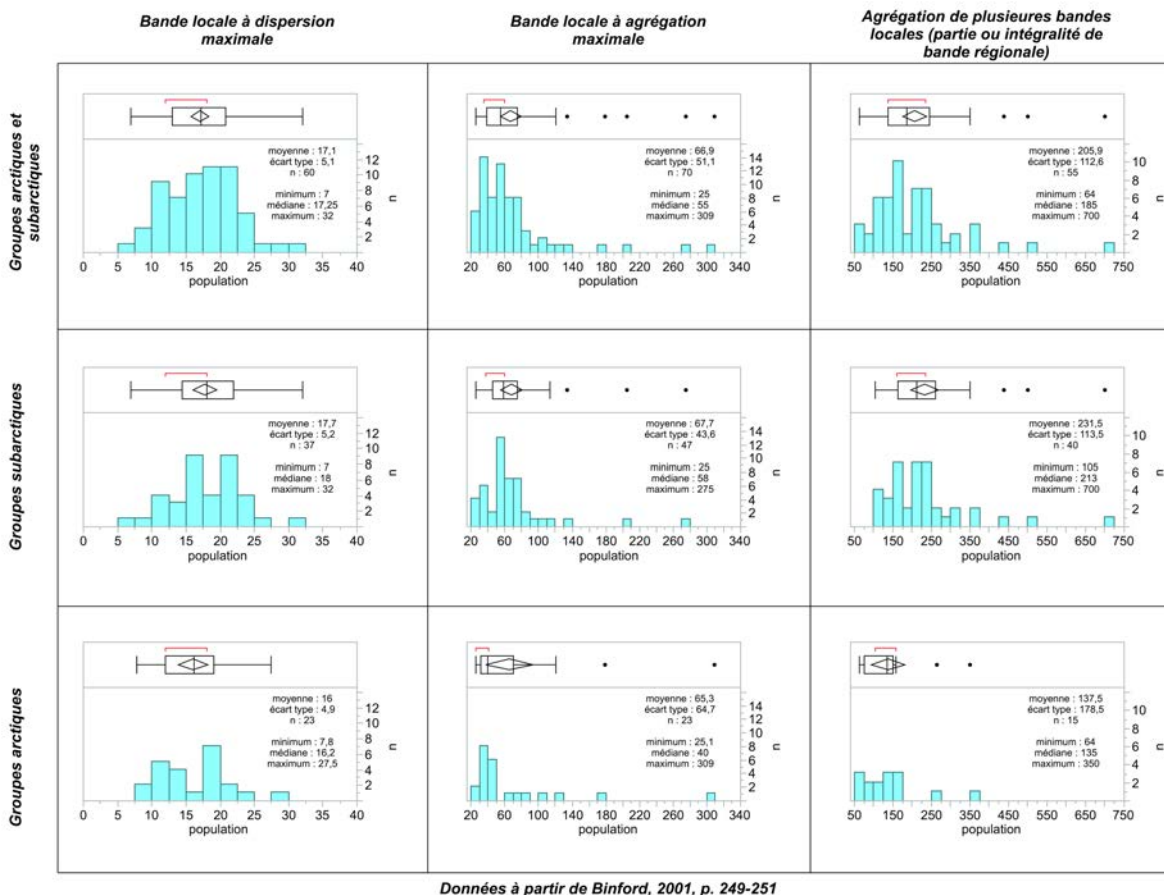 Bande locale à dispersion
maximale
Bande locale à agrégation
maximale
Agrégation de plusieures bandes
locales (partie ou intégralité de
bande régionale)
Groupes arctiques et
subarctiques
moyenne : 17,1
écart type : 5,1
n : 60
minimum : 7
médiane : 17,25
maximum : 32
12
10
8
6
4
2
n
0 5 10 15 20 25 30 35 40
population
moyenne : 66,9
écart type : 51,1
n : 70
minimum : 25
médiane : 55
maximum : 309
14
12
10
8
6
4
2
n
20 60 100 160 220 280 340
population
moyenne : 205,9
écart type : 112,6
n : 55
minimum : 64
médiane : 185
maximum : 700
10
8
6
4
2
n
50 150 250 350 450 550 650 750
population
Groupes subarctiques
moyenne : 17,7
écart type : 5,2
n : 37
minimum : 7
médiane : 18
maximum : 32
12
10
8
6
4
2
n
0 5 10 15 20 25 30 35 40
population
moyenne : 67,7
écart type : 43,6
n : 47
minimum : 25
médiane : 58
maximum : 275
14
12
10
8
6
4
2
n
20 60 100 160 220 280 340
population
moyenne : 231,5
écart type : 113,5
n : 40
minimum : 105
médiane : 213
maximum : 700
10
8
6
4
2
n
50 150 250 350 450 550 650 750
population
Groupes arctiques
moyenne : 16
écart type : 4,9
n : 23
minimum : 7,8
médiane : 16,2
maximum : 27,5
12
10
8
6
4
2
n
0 5 10 15 20 25 30 35 40
population
moyenne : 65,3
écart type : 64,7
n : 23
minimum : 25,1
médiane : 40
maximum : 309
14
12
10
8
6
4
2
n
20 60 100 160 220 280 340
population
moyenne : 137,5
écart type : 178,5
n : 15
minimum : 64
médiane : 135
maximum : 350
10
8
6
4
2
n
50 150 250 350 450 550 650 750
population
Données à partir de Binford, 2001, p. 249-251